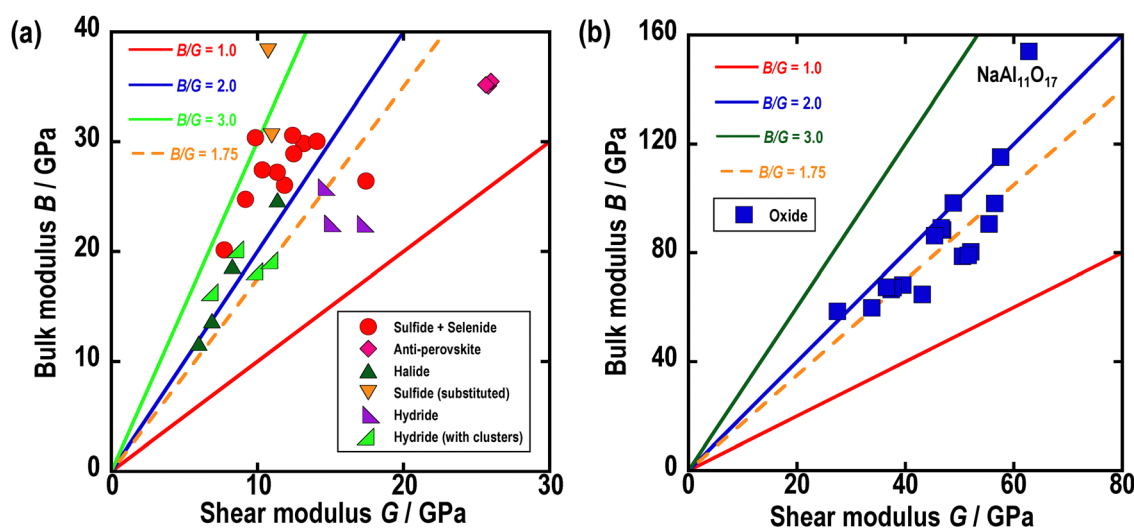 (a)
40
30
20
10
0
Bulk modulus B / GPa
B/G = 1.0
B/G = 2.0
B/G = 3.0
B/G = 1.75
Sulfide + Selenide
Anti-perovskite
Halide
Sulfide (substituted)
Hydride
Hydride (with clusters)
0
10
20
30
Shear modulus G / GPa
(b)
160
120
80
40
0
Bulk modulus B / GPa
B/G = 1.0
B/G = 2.0
B/G = 3.0
B/G = 1.75
Oxide
NaAl₁₁O₁₇
0
20
40
60
80
Shear modulus G / GPa